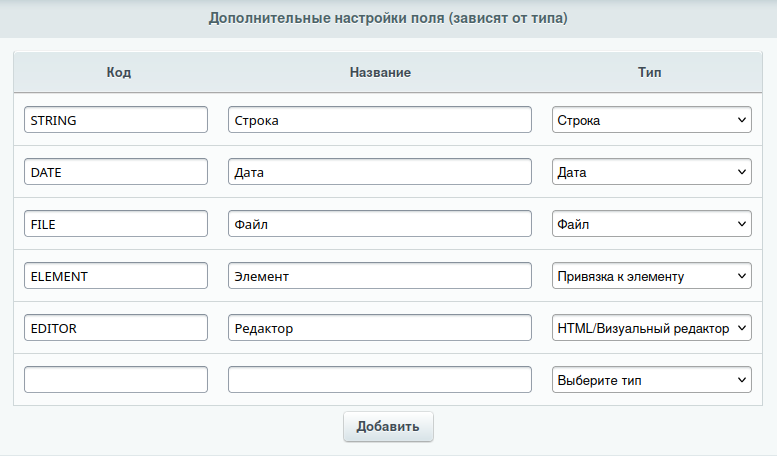 Дополнительные настройки поля (зависят от типа)
Код Название Тип
STRING Строка Строка
DATE Дата Дата
FILE Файл Файл
ELEMENT Элемент Привязка к элементу
EDITOR Редактор HTML/Визуальный редактор
Выберите тип
Добавить